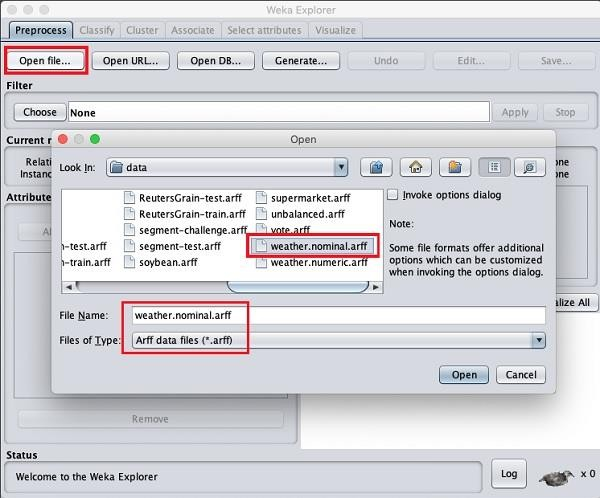 Weka Explorer
Preprocess Classify Cluster Associate Select attributes Visualize
Open file... Open URL... Open DB... Generate... Undo Edit... Save...
Filter
Choose None Apply Stop
Open
Current r
Look In: data
Relati
Instanc
one
one
Attribute
ReutersGrain-test.arff supermarket.arff
ReutersGrain-train.arff unbalanced.arff
segment-challenge.arff vote.arff
n-test.arff segment-test.arff weather.nominal.arff
n-train.arff soybean.arff weather.numeric.arff
Invoke options dialog
Note:
Some file formats offer additional
options which can be customized
when invoking the options dialog.
alize All
File Name: weather.nominal.arff
Files of Type: Arff data files (*.arff)
Open Cancel
Remove
Status
Welcome to the Weka Explorer
Log x 0